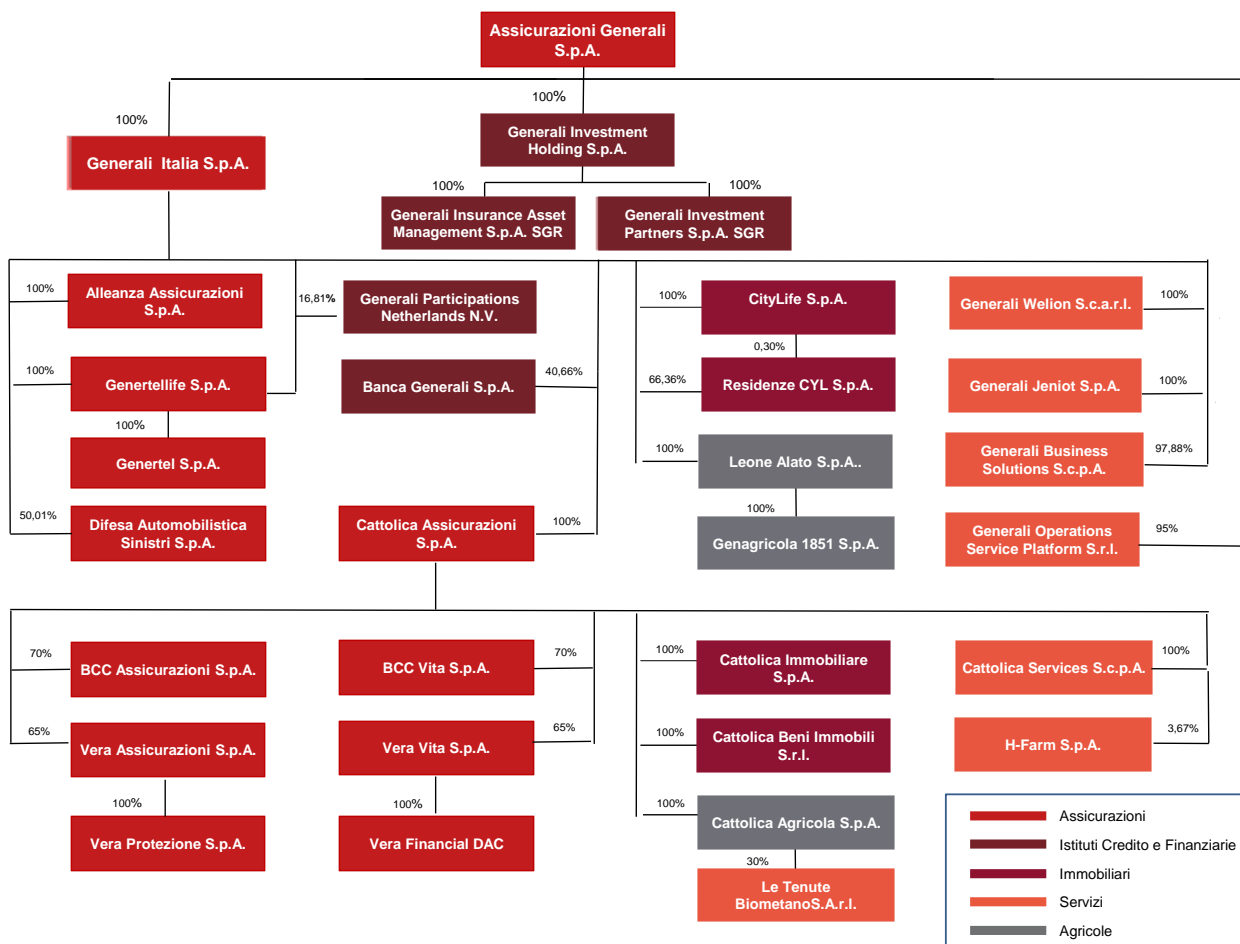 Assicurazioni Generali
S.p.A.
100%
100%
Generali Italia S.p.A.
Generali Investment
Holding S.p.A.
100%
100%
Generali Insurance Asset
Management S.p.A. SGR
Generali Investment
Partners S.p.A. SGR
100%
Alleanza Assicurazioni
S.p.A.
16,81%
Generali Participations
Netherlands N.V.
100%
CityLife S.p.A.
Generali Welion S.c.a.r.l.
100%
0,30%
100%
Genertellife S.p.A.
Banca Generali S.p.A.
40,66%
66,36%
Residenze CYL S.p.A.
Generali Jeniot S.p.A.
100%
100%
Genertel S.p.A.
100%
Leone Alato S.p.A..
Generali Business
Solutions S.c.p.A.
97,88%
100%
50,01%
Difesa Automobilistica
Sinistri S.p.A.
Cattolica Assicurazioni
S.p.A.
100%
Genagricola 1851 S.p.A.
Generali Operations
Service Platform S.r.l.
95%
70%
BCC Assicurazioni S.p.A.
BCC Vita S.p.A.
70%
100%
Cattolica Immobiliare
S.p.A.
Cattolica Services S.c.p.A.
100%
65%
Vera Assicurazioni S.p.A.
Vera Vita S.p.A.
65%
100%
Cattolica Beni Immobili
S.r.l.
H-Farm S.p.A.
3,67%
100%
Vera Protezione S.p.A.
100%
Vera Financial DAC
100%
Cattolica Agricola S.p.A.
30%
Le Tenute
BiometanoS.A.r.l.
Assicurazioni
Istituti Credito e Finanziarie
Immobiliari
Servizi
Agricole